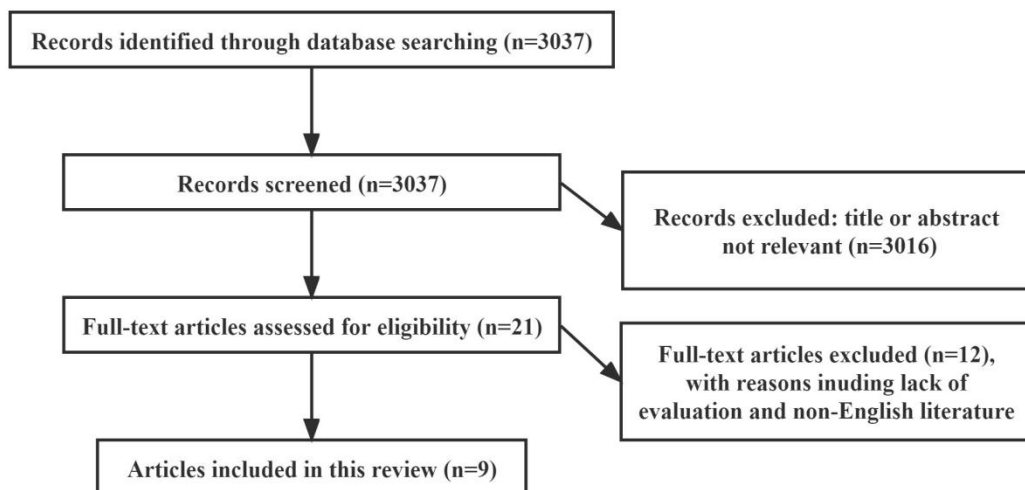 Records identified through database searching (n=3037)
Records screened (n=3037)
Records excluded: title or abstract
not relevant (n=3016)
Full-text articles assessed for eligibility (n=21)
Full-text articles excluded (n=12),
with reasons inuding lack of
evaluation and non-English literature
Articles included in this review (n=9)